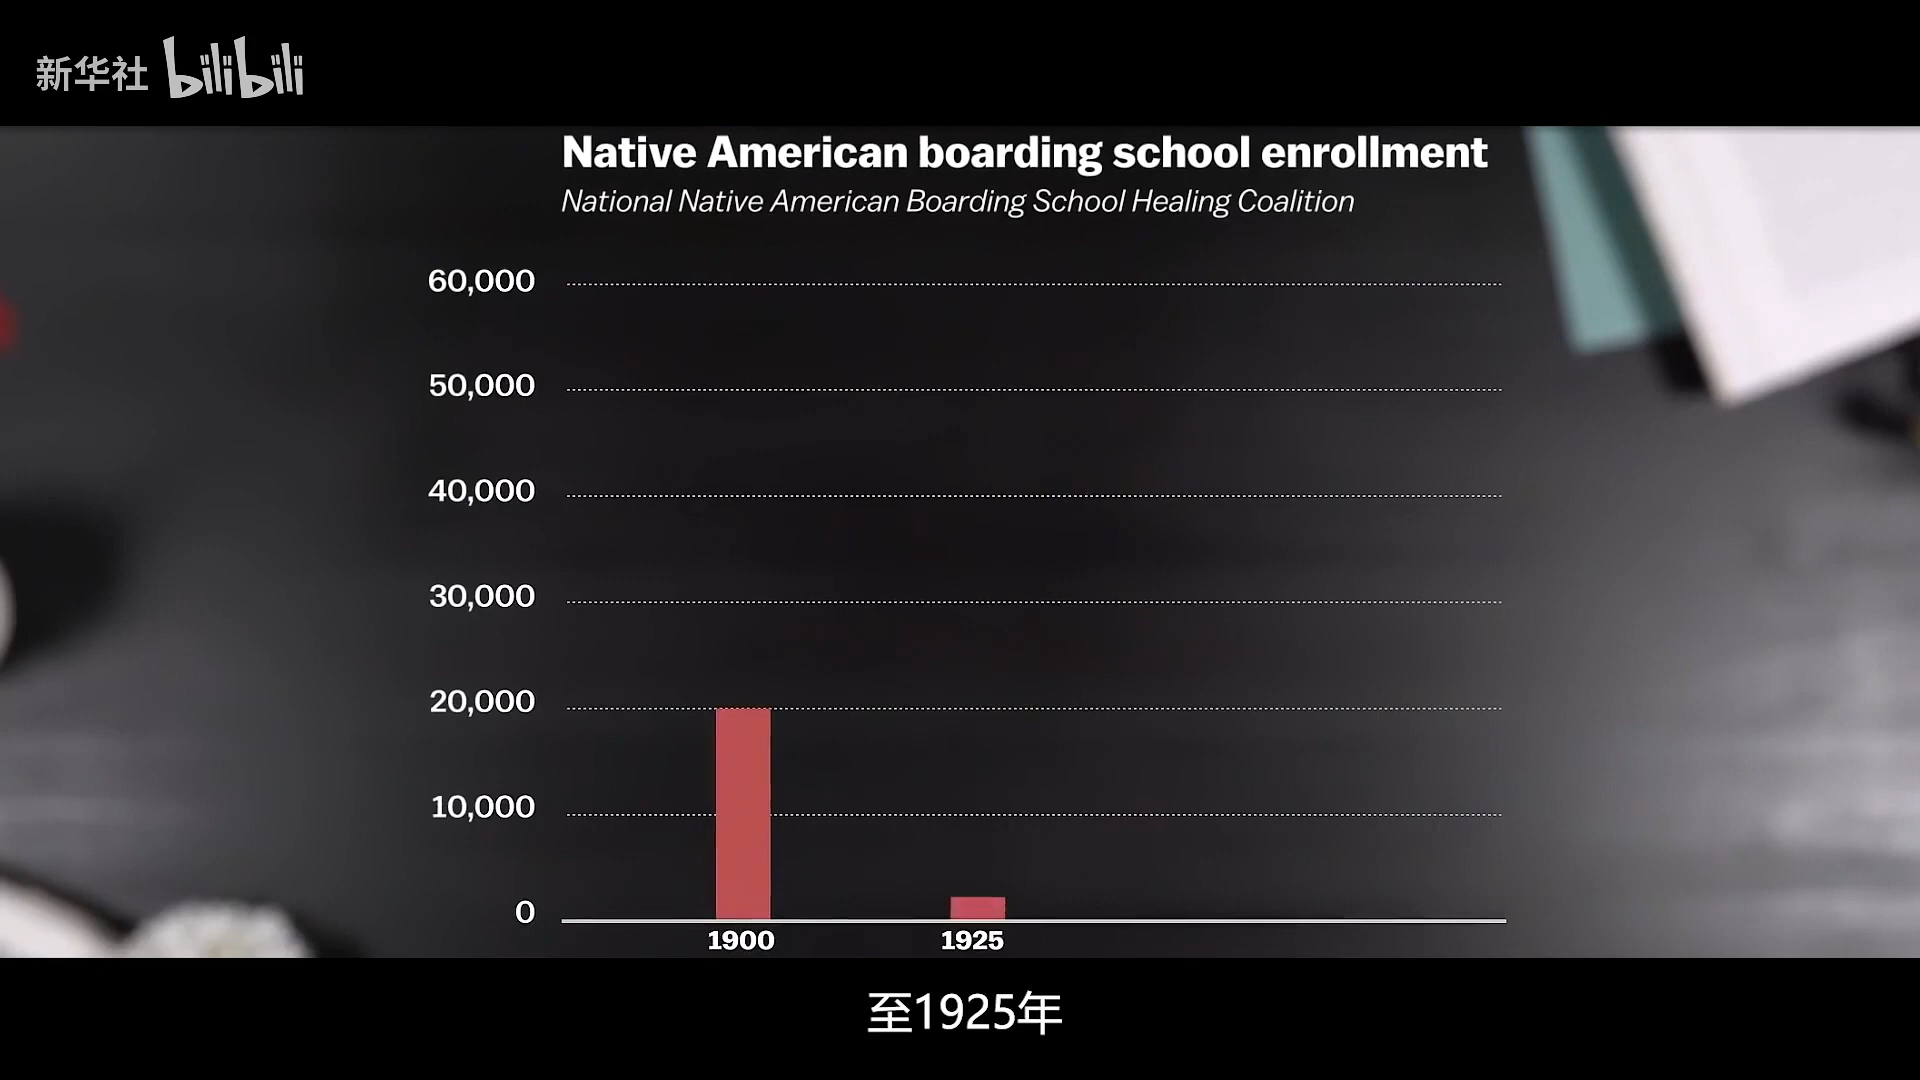 新华社 bilibili
Native American boarding school enrollment
National Native American Boarding School Healing Coalition
60,000
50,000
40,000
30,000
20,000
10,000
0
1900 1925
至1925年